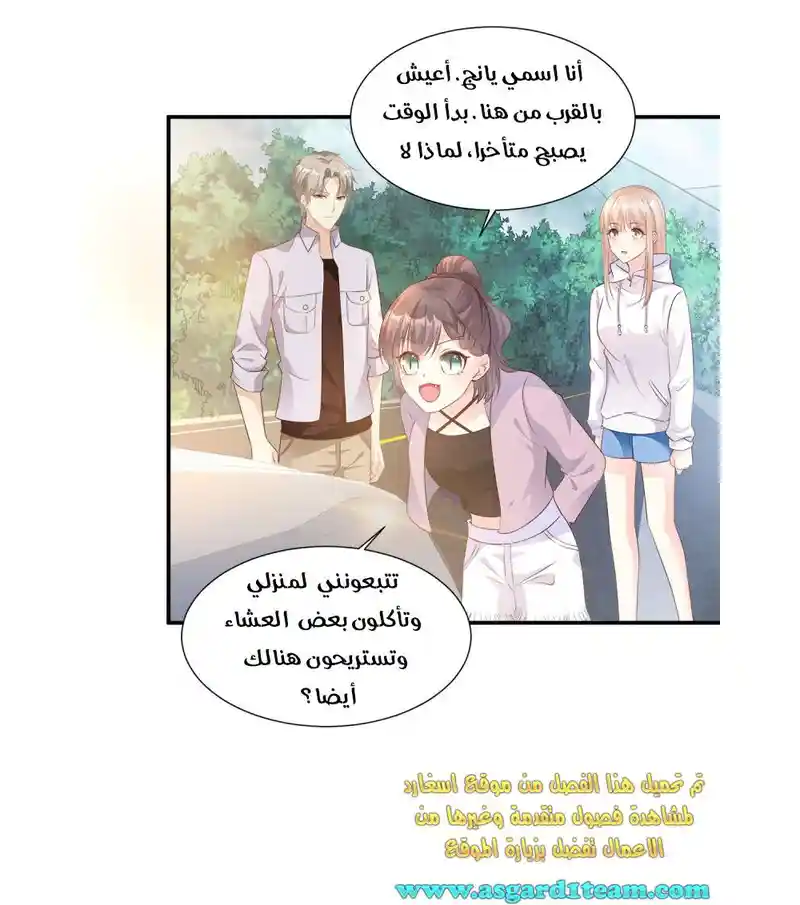 أنا اسمي يانج. أعيش
بالقرب من هنا. بدأ الوقت
يصبح متأخرا، لماذا لا
تتبعونني لمنزلي
وتأكلون بعض العشاء
وتستريحون هنالك
أيضا؟
تم تحميل هذا الفصل من موقع اسغارد
لمشاهدة فصول متقدمة وغيرها من
الاعمال تفضل بزيارة الموقع
www.asgard1team.com